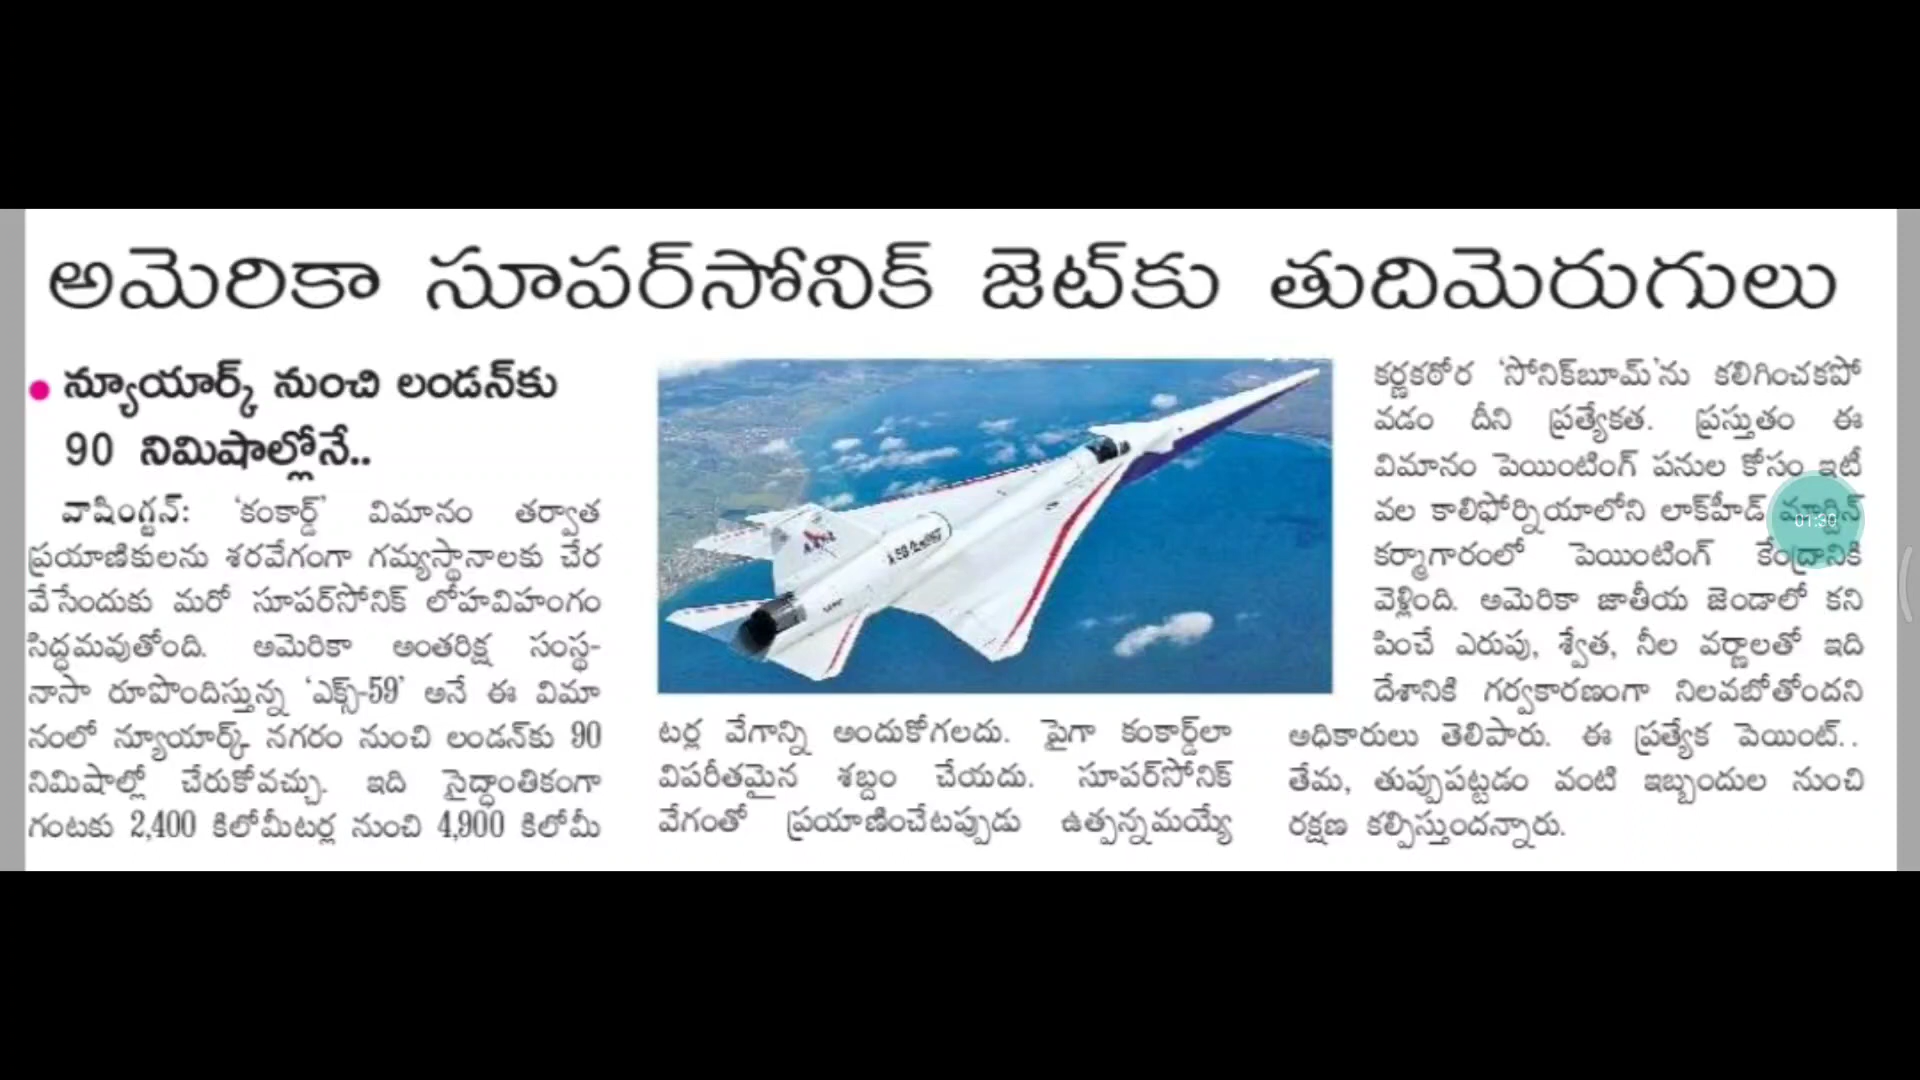 అమెరికా సూపర్‌సోనిక్ జెట్‌కు తుదిమెరుగులు
• న్యూయార్క్ నుంచి లండన్‌కు
90 నిమిషాల్లోనే..
వాషింగ్టన్: ‘కంకార్డ్’ విమానం తర్వాత
ప్రయాణికులను శరవేగంగా గమ్యస్థానాలకు చేర
వేసేందుకు మరో సూపర్‌సోనిక్ లోహవిహంగం
సిద్ధమవుతోంది. అమెరికా అంతరిక్ష సంస్థ-
నాసా రూపొందిస్తున్న ‘ఎక్స్-59’ అనే ఈ విమా
నంలో న్యూయార్క్ నగరం నుంచి లండన్‌కు 90
నిమిషాల్లో చేరుకోవచ్చు. ఇది సైద్ధాంతికంగా
గంటకు 2,400 కిలోమీటర్ల నుంచి 4,900 కిలోమీ
టర్ల వేగాన్ని అందుకోగలదు. పైగా కంకార్డ్‌లా
విపరీతమైన శబ్దం చేయదు. సూపర్‌సోనిక్
వేగంతో ప్రయాణించేటప్పుడు ఉత్పన్నమయ్యే
కర్ణకఠోర ‘సోనిక్‌బూమ్’ను కలిగించకపో
వడం దీని ప్రత్యేకత. ప్రస్తుతం ఈ
విమానం పెయింటింగ్ పనుల కోసం ఇటీ
వల కాలిఫోర్నియాలోని లాక్‌హీడ్ మార్టిన్
కర్మాగారంలో పెయింటింగ్ కేంద్రానికి
వెళ్లింది. అమెరికా జాతీయ జెండాలో కని
పించే ఎరుపు, శ్వేత, నీల వర్ణాలతో ఇది
దేశానికి గర్వకారణంగా నిలవబోతోందని
అధికారులు తెలిపారు. ఈ ప్రత్యేక పెయింట్..
తేమ, తుప్పుపట్టడం వంటి ఇబ్బందుల నుంచి
రక్షణ కల్పిస్తుందన్నారు.
01:30